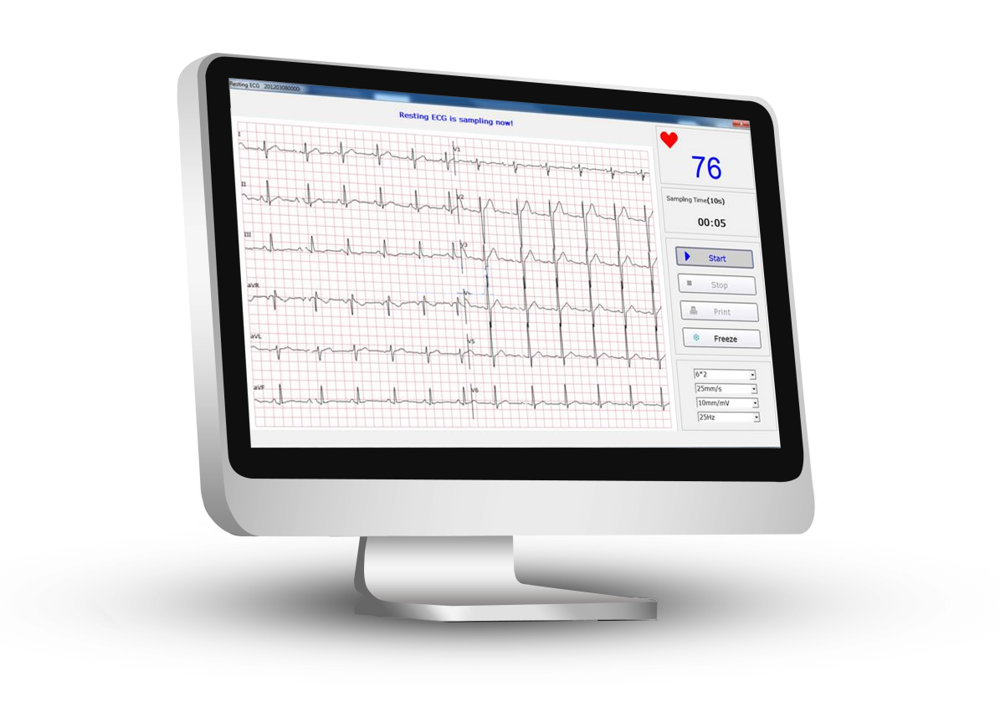 Resting ECG 201203080000
Resting ECG is sampling now!
I
V1
II
V2
III
V3
aVR
V4
aVL
V5
aVF
V6
76
Sampling Time(10s)
00:05
Start
Stop
Print
Freeze
6*2
25mm/s
10mm/mV
25Hz